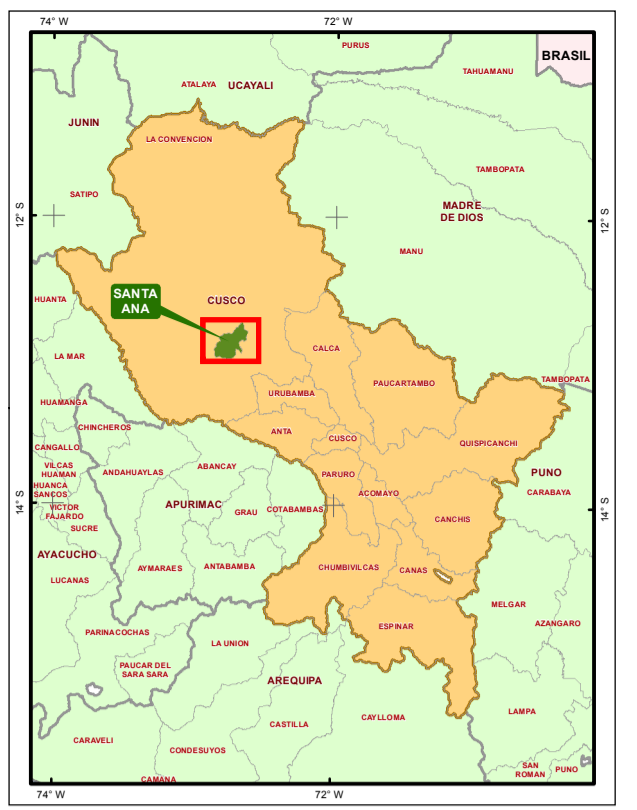 74° W
72° W
PURUS
BRASIL
TAHUAMANU
ATALAYA
UCAYALI
JUNIN
LA CONVENCION
TAMBOPATA
SATIPO
MADRE
DE DIOS
12° S
12° S
MANU
SANTA
ANA
CUSCO
HUANTA
CALCA
LA MAR
PAUCARTAMBO
TAMBOPATA
URUBAMBA
HUAMANGA
CHINCHEROS
ANTA
CUSCO
QUISPICANCHI
CANGALLO
VILCAS
HUAMAN
ANDAHUAYLAS
ABANCAY
PARURO
PUNO
HUANCA
SANCOS
ACOMAYO
CARABAYA
14° S
14° S
VICTOR
FAJARDO
APURIMAC
GRAU
COTABAMBAS
CANCHIS
SUCRE
AYACUCHO
LUCANAS
AYMARAES
ANTABAMBA
CHUMBIVILCAS
CANAS
MELGAR
AZANGARO
PARINACOCHAS
LA UNION
ESPINAR
PAUCAR DEL
SARA SARA
AREQUIPA
CARAVELI
CONDESUYOS
CASTILLA
CAYLLOMA
LAMPA
SAN
ROMAN
PUNO
CAMANA
74° W
72° W